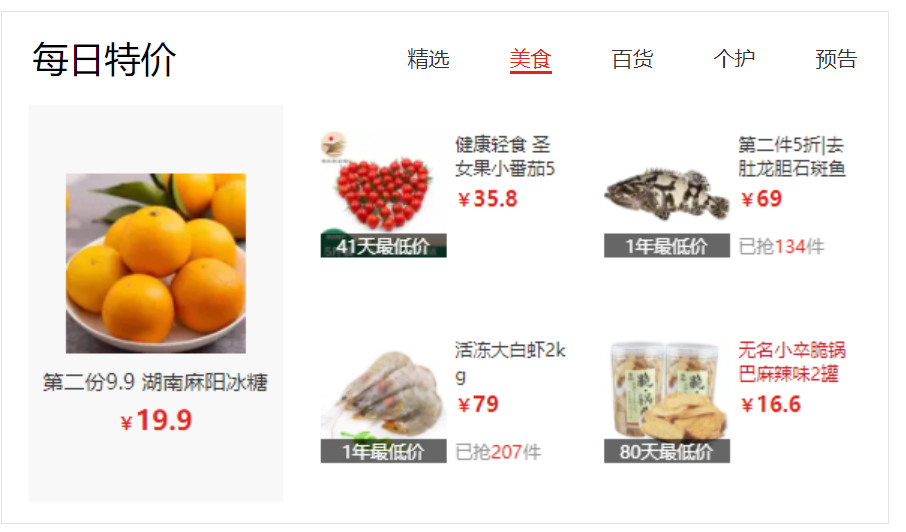 每日特价
精选
美食
百货
个护
预告
第二份9.9 湖南麻阳冰糖
￥19.9
健康轻食 圣
女果小番茄5
￥35.8
41天最低价
第二件5折|去
肚龙胆石斑鱼
￥69
1年最低价
已抢134件
活冻大白虾2k
g
￥79
1年最低价
已抢207件
无名小卒脆锅
巴麻辣味2罐
￥16.6
80天最低价